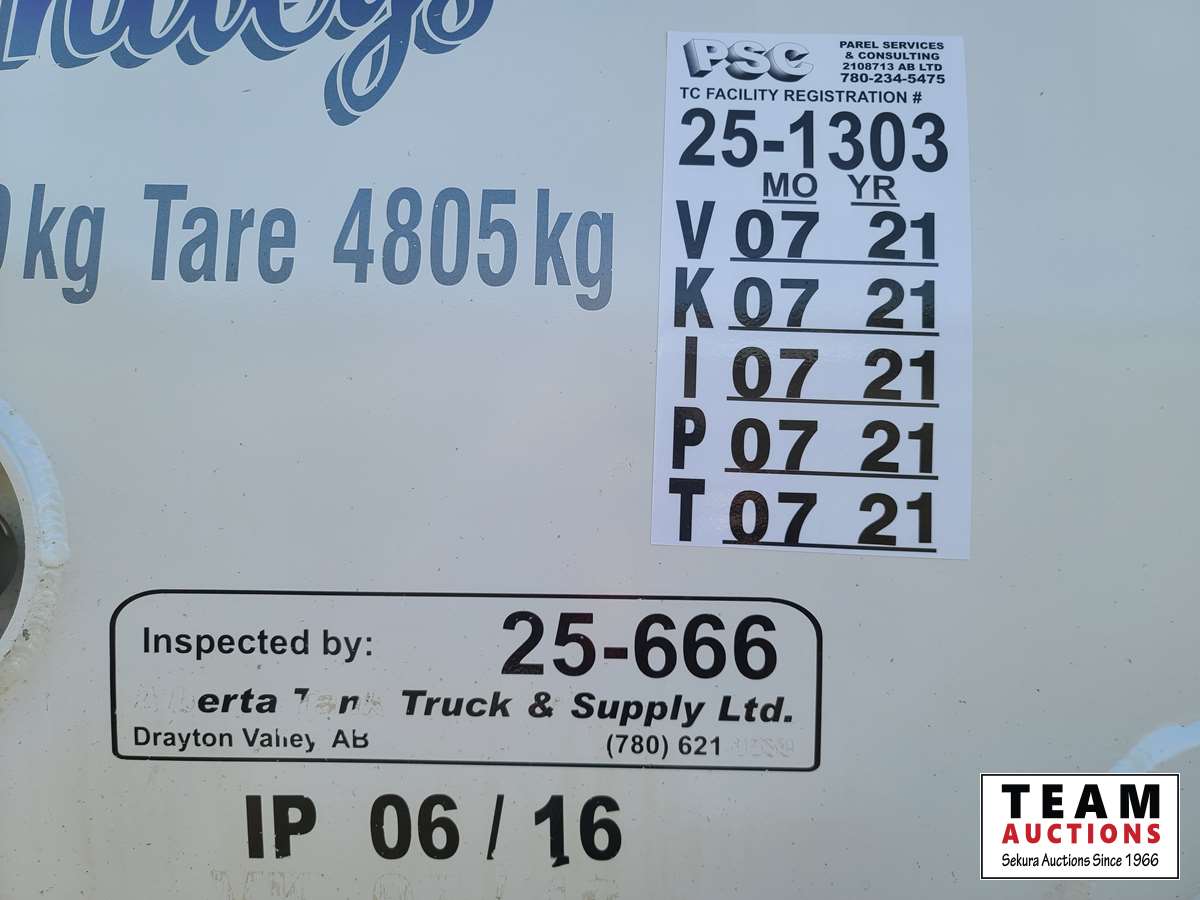 PSC
PAREL SERVICES
& CONSULTING
2108713 AB LTD
780-234-5475
TC FACILITY REGISTRATION #
25-1303
MO YR
V 07 21
K 07 21
I 07 21
P 07 21
T 07 21
kg Tare 4805kg
Inspected by: 25-666
erta Tank Truck & Supply Ltd.
Drayton Valley AB (780) 621
IP 06 / 16
TEAM
AUCTIONS
Sekura Auctions Since 1966